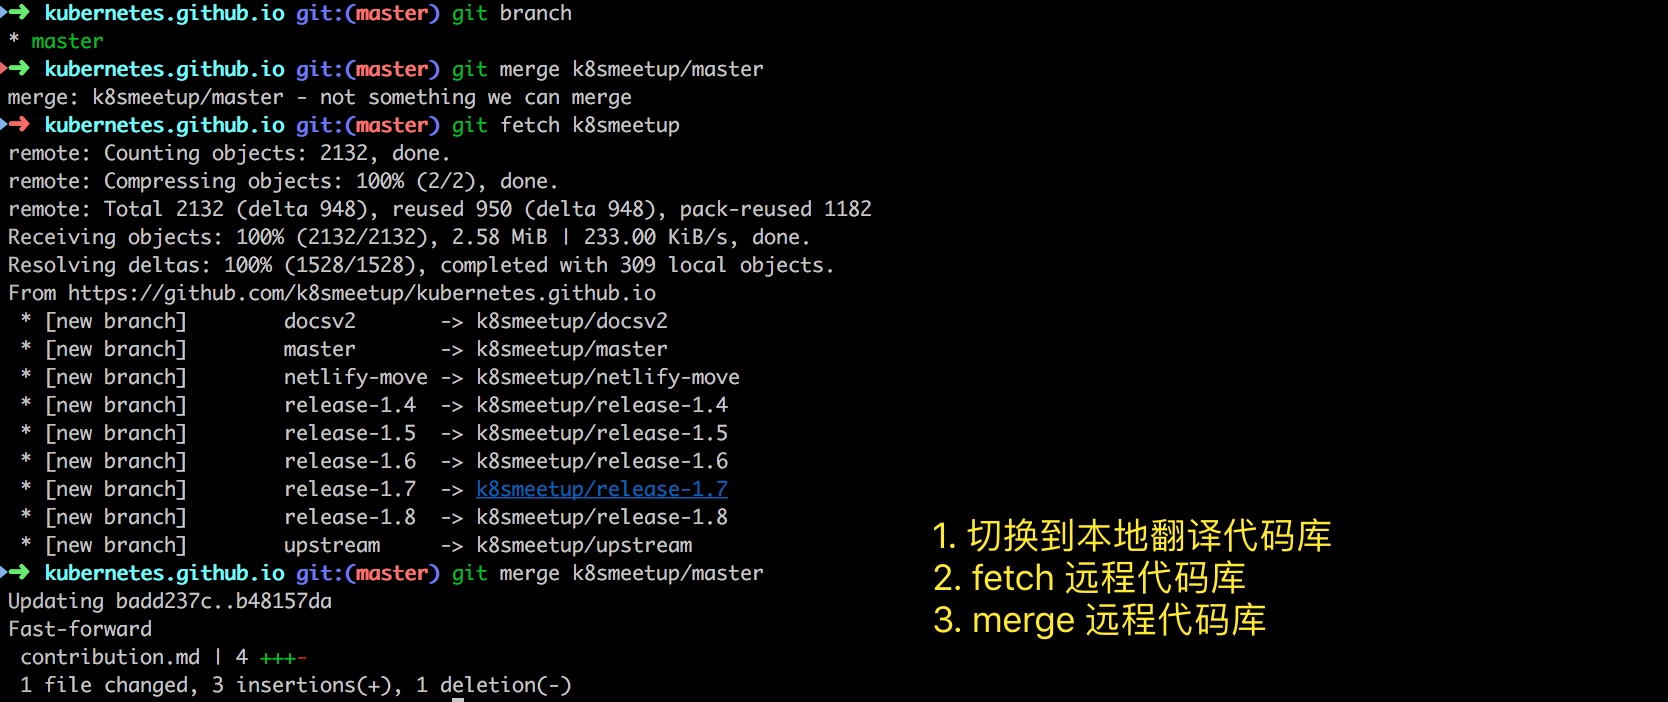 ➜ kubernetes.github.io git:(master) git branch
* master
➜ kubernetes.github.io git:(master) git merge k8smeetup/master
merge: k8smeetup/master - not something we can merge
➜ kubernetes.github.io git:(master) git fetch k8smeetup
remote: Counting objects: 2132, done.
remote: Compressing objects: 100% (2/2), done.
remote: Total 2132 (delta 948), reused 950 (delta 948), pack-reused 1182
Receiving objects: 100% (2132/2132), 2.58 MiB | 233.00 KiB/s, done.
Resolving deltas: 100% (1528/1528), completed with 309 local objects.
From https://github.com/k8smeetup/kubernetes.github.io
* [new branch] docsv2 -> k8smeetup/docsv2
* [new branch] master -> k8smeetup/master
* [new branch] netlify-move -> k8smeetup/netlify-move
* [new branch] release-1.4 -> k8smeetup/release-1.4
* [new branch] release-1.5 -> k8smeetup/release-1.5
* [new branch] release-1.6 -> k8smeetup/release-1.6
* [new branch] release-1.7 -> k8smeetup/release-1.7
* [new branch] release-1.8 -> k8smeetup/release-1.8
* [new branch] upstream -> k8smeetup/upstream
➜ kubernetes.github.io git:(master) git merge k8smeetup/master
Updating badd237c..b48157da
Fast-forward
contribution.md | 4 +++-
1 file changed, 3 insertions(+), 1 deletion(-)
1. 切换到本地翻译代码库
2. fetch 远程代码库
3. merge 远程代码库